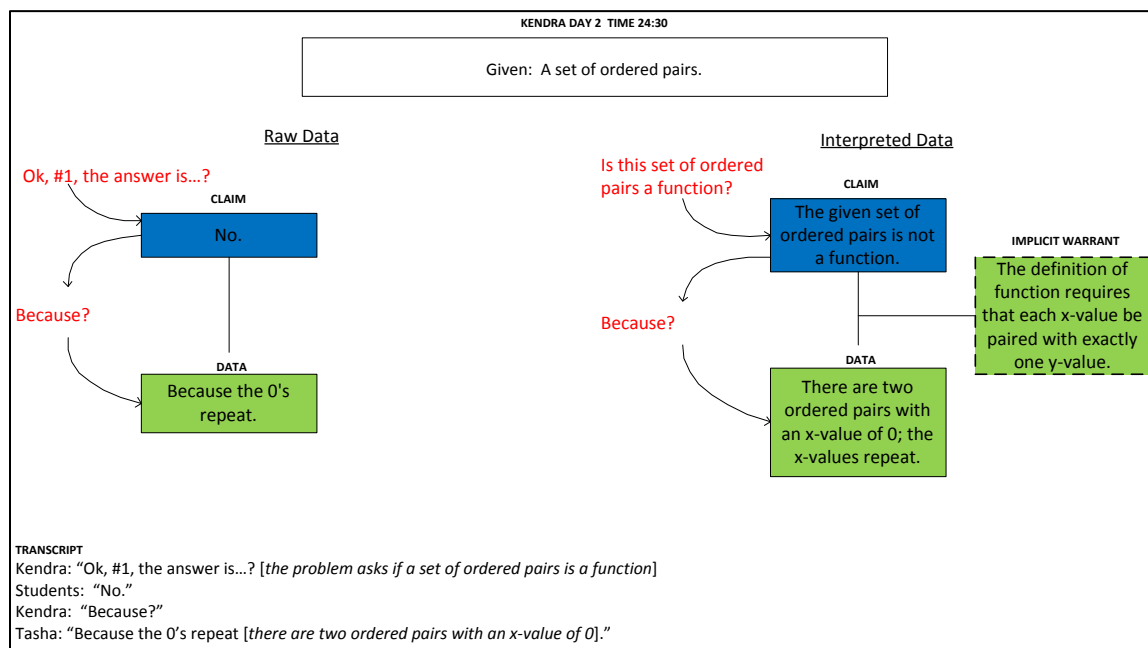 KENDRA DAY 2 TIME 24:30
Given: A set of ordered pairs.
Raw Data
Ok, #1, the answer is...?
CLAIM
No.
Because?
DATA
Because the 0's
repeat.
Interpreted Data
Is this set of ordered
pairs a function?
CLAIM
The given set of
ordered pairs is not
a function.
IMPLICIT WARRANT
The definition of
function requires
that each x-value be
paired with exactly
one y-value.
Because?
DATA
There are two
ordered pairs with
an x-value of 0; the
x-values repeat.
TRANSCRIPT
Kendra: “Ok, #1, the answer is...? [the problem asks if a set of ordered pairs is a function]
Students: “No.”
Kendra: “Because?”
Tasha: “Because the 0’s repeat [there are two ordered pairs with an x-value of 0].”